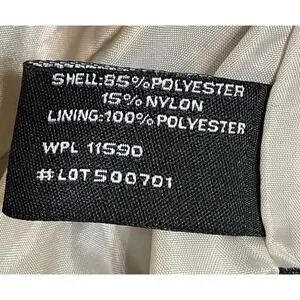 SHELL:85%POLYESTER
15%NYLON
LINING:100%POLYESTER
WPL 11590
#LOT500701